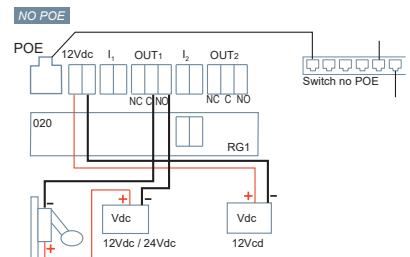 NO POE
POE
12Vdc I1 OUT1 I2 OUT2
NC C NO NC C NO
Switch no POE
020
RG1
- + - + -
Vdc Vdc
+ 12Vdc / 24Vdc 12Vcd